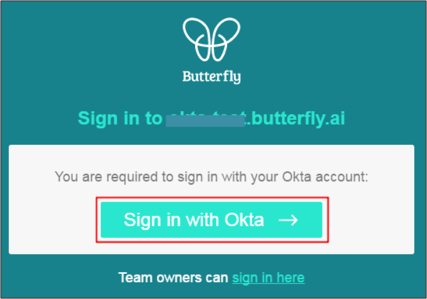 Butterfly
Sign in to .butterfly.ai
You are required to sign in with your Okta account:
Sign in with Okta →
Team owners can sign in here